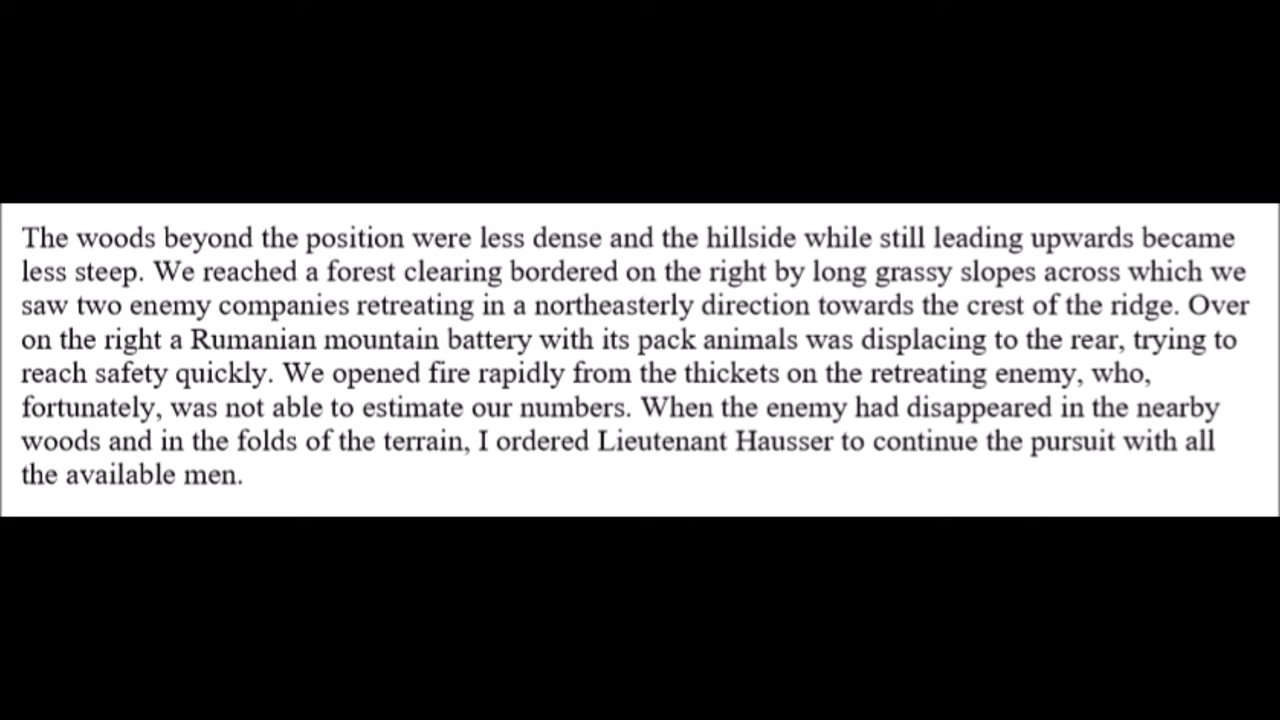 The woods beyond the position were less dense and the hillside while still leading upwards became
less steep. We reached a forest clearing bordered on the right by long grassy slopes across which we
saw two enemy companies retreating in a northeasterly direction towards the crest of the ridge. Over
on the right a Rumanian mountain battery with its pack animals was displacing to the rear, trying to
reach safety quickly. We opened fire rapidly from the thickets on the retreating enemy, who,
fortunately, was not able to estimate our numbers. When the enemy had disappeared in the nearby
woods and in the folds of the terrain, I ordered Lieutenant Hausser to continue the pursuit with all
the available men.